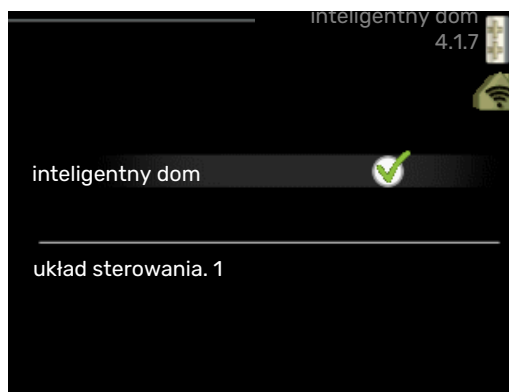 inteligentny dom
4.1.7
inteligentny dom
układ sterowania. 1